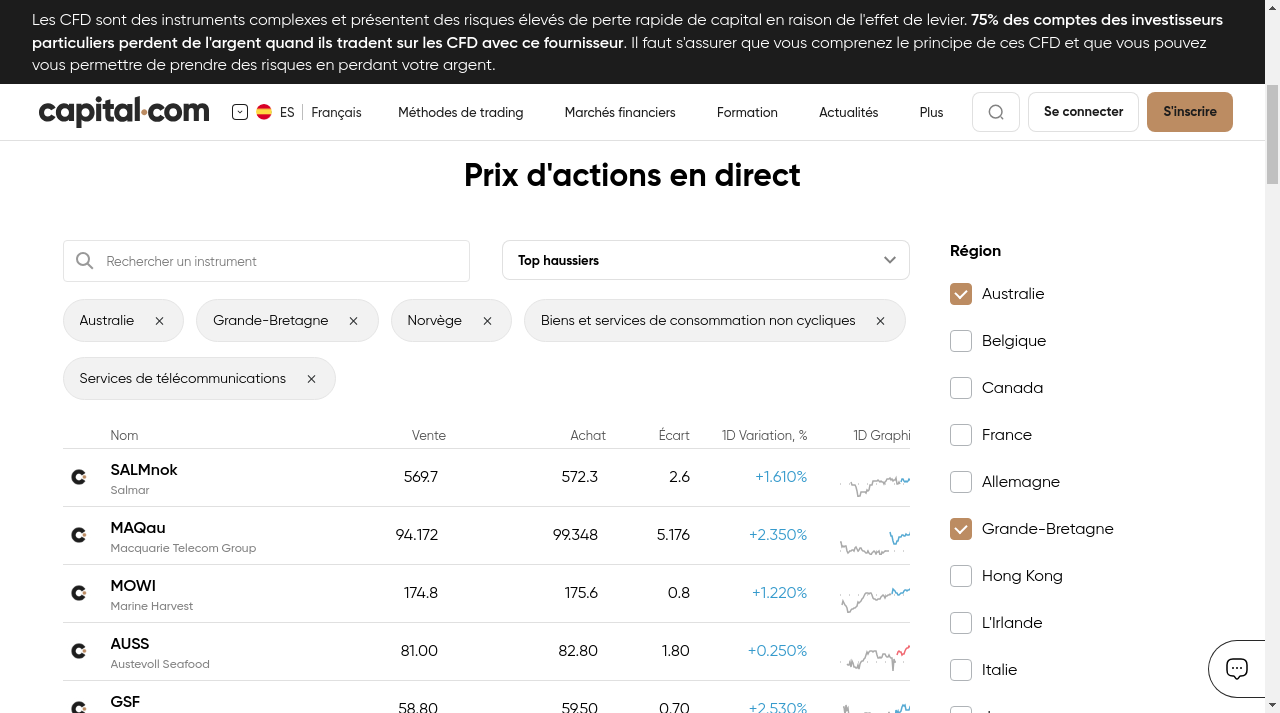 Les CFD sont des instruments complexes et présentent des risques élevés de perte rapide de capital en raison de l'effet de levier. 75% des comptes des investisseurs
particuliers perdent de l'argent quand ils tradent sur les CFD avec ce fournisseur. Il faut s'assurer que vous comprenez le principe de ces CFD et que vous pouvez
vous permettre de prendre des risques en perdant votre argent.
capital.com ES Français Méthodes de trading Marchés financiers Formation Actualités Plus Se connecter S'inscrire
Prix d'actions en direct
Rechercher un instrument Top haussiers
Australie Grande-Bretagne Norvège Biens et services de consommation non cycliques
Services de télécommunications
Nom Vente Achat Écart 1D Variation, % 1D Graphi
SALMnok 569.7 572.3 2.6 +1.610%
Salmar
MAQau 94.172 99.348 5.176 +2.350%
Macquarie Telecom Group
MOWI 174.8 175.6 0.8 +1.220%
Marine Harvest
AUSS 81.00 82.80 1.80 +0.250%
Austevoll Seafood
GSF 58.80 59.50 0.70 +2.530%
Région
Australie
Belgique
Canada
France
Allemagne
Grande-Bretagne
Hong Kong
L'Irlande
Italie